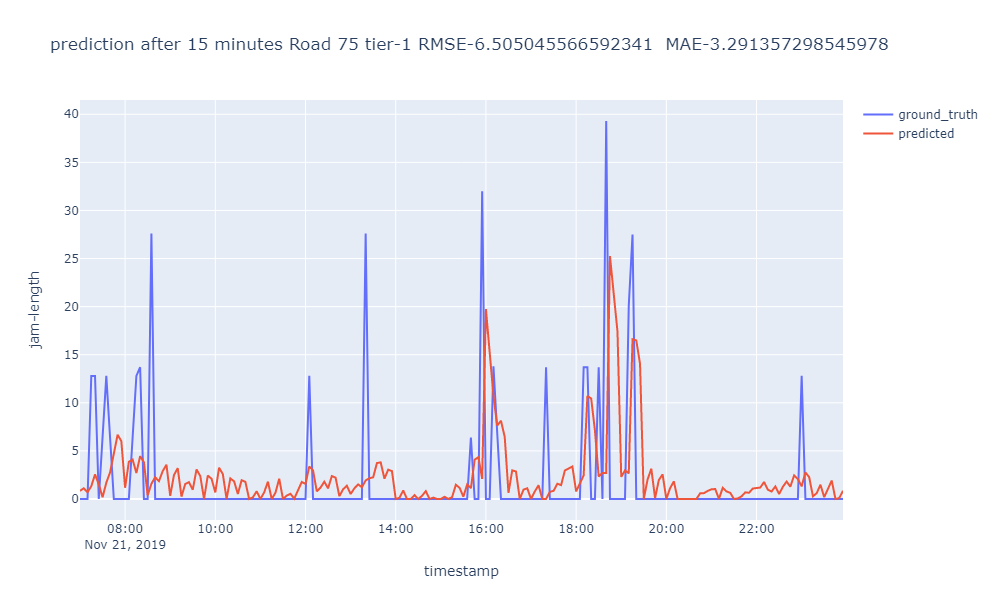 prediction after 15 minutes Road 75 tier-1 RMSE-6.505045566592341  MAE-3.291357298545978
ground_truth
predicted
jam-length
40
35
30
25
20
15
10
5
0
08:00 10:00 12:00 14:00 16:00 18:00 20:00 22:00
Nov 21, 2019
timestamp